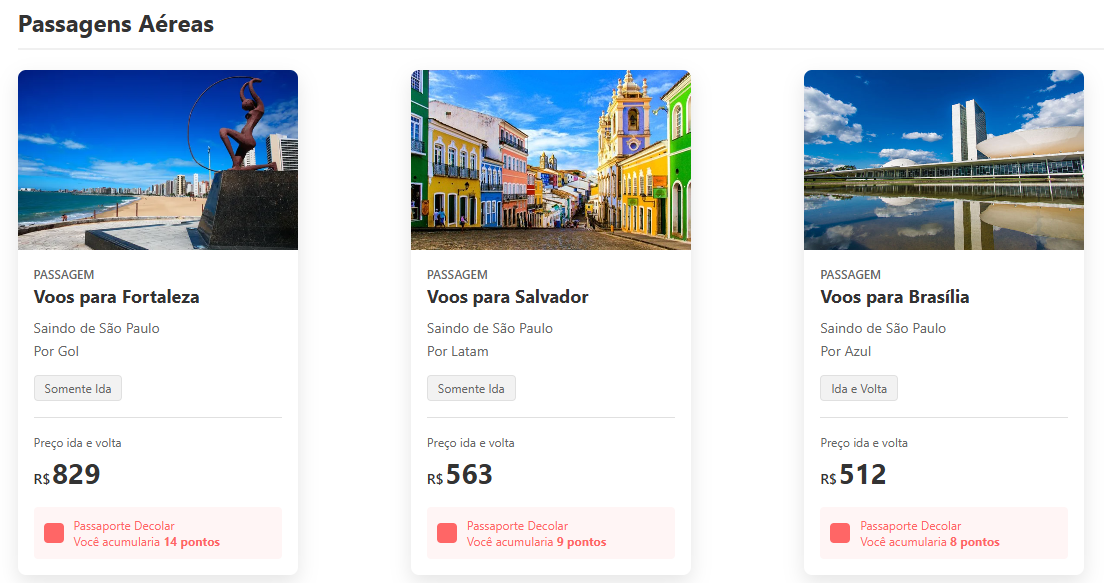 Passagens Aéreas
PASSAGEM
Voos para Fortaleza
Saindo de São Paulo
Por Gol
Somente Ida
Preço ida e volta
R$ 829
Passaporte Decolar
Você acumularia 14 pontos
PASSAGEM
Voos para Salvador
Saindo de São Paulo
Por Latam
Somente Ida
Preço ida e volta
R$ 563
Passaporte Decolar
Você acumularia 9 pontos
PASSAGEM
Voos para Brasília
Saindo de São Paulo
Por Azul
Ida e Volta
Preço ida e volta
R$ 512
Passaporte Decolar
Você acumularia 8 pontos